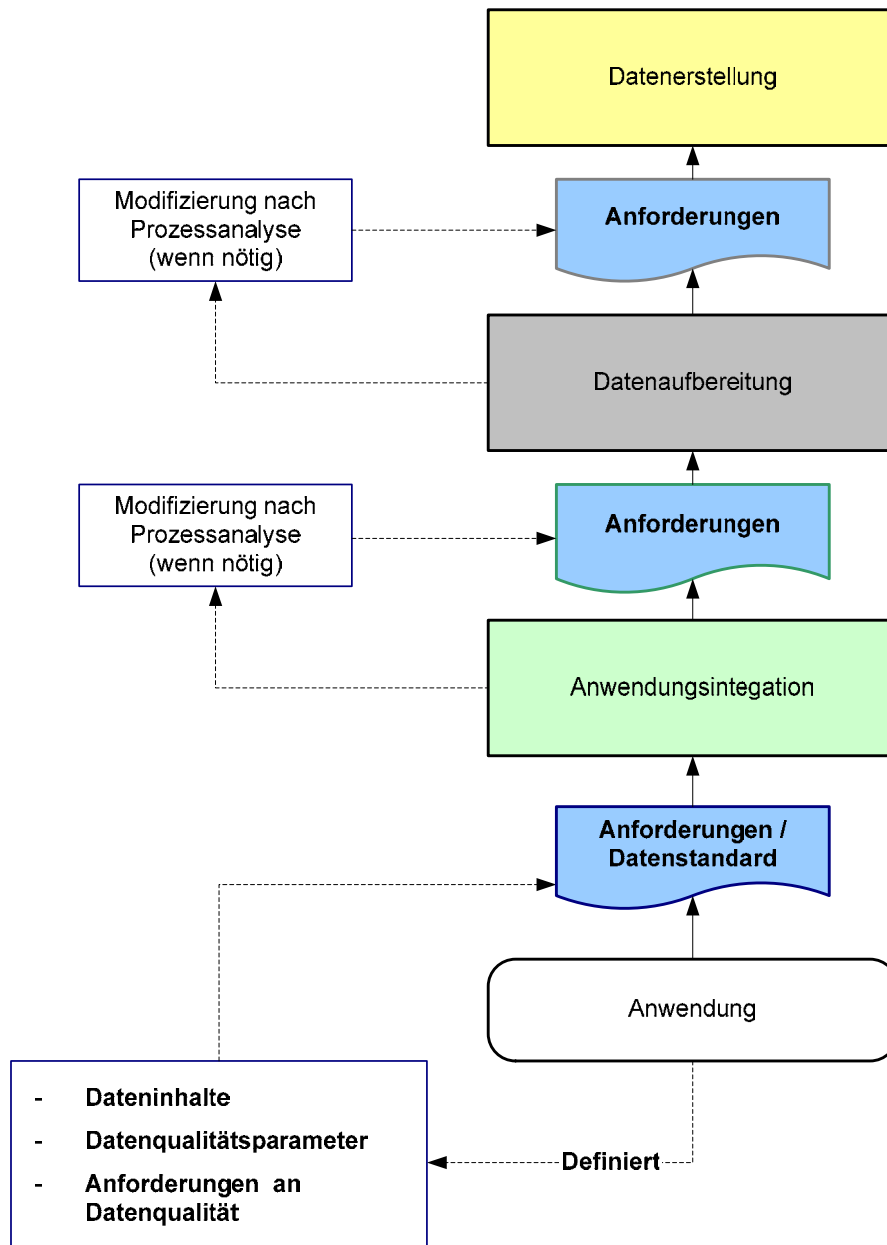 Datenerstellung
Modifizierung nach
Prozessanalyse
(wenn nötig)
Anforderungen
Datenaufbereitung
Modifizierung nach
Prozessanalyse
(wenn nötig)
Anforderungen
Anwendungsintegation
Anforderungen /
Datenstandard
Anwendung
- Dateninhalte
- Datenqualitätsparameter
- Anforderungen an
Datenqualität
Definiert